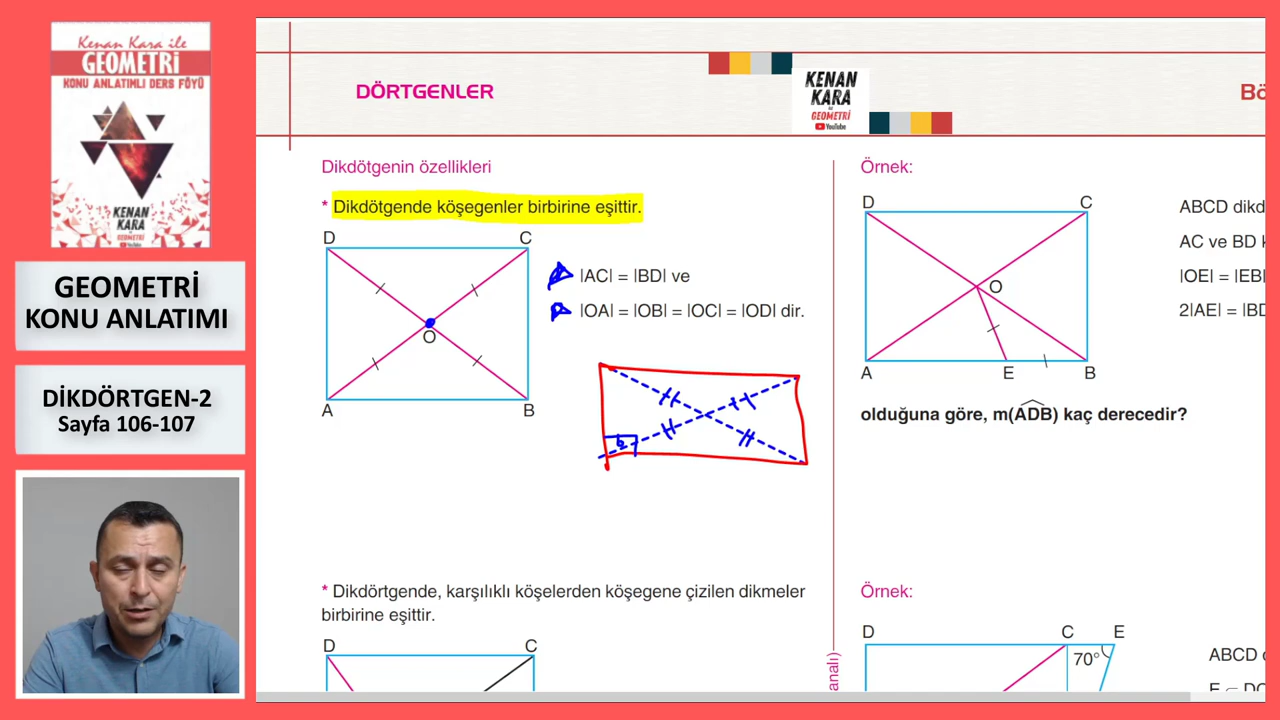 Kenan Kara ile
GEOMETRİ
KONU ANLATIMLI DERS FÖYÜ
KENAN
KARA
GEOMETRİ
GEOMETRİ
KONU ANLATIMI
DİKDÖRTGEN-2
Sayfa 106-107
DÖRTGENLER
KENAN
KARA
ile
GEOMETRİ
YouTube
Bö
Dikdötgenin özellikleri
* Dikdötgende köşegenler birbirine eşittir.
D C
O
A B
|AC| = |BD| ve
|OA| = |OB| = |OC| = |OD| dir.
* Dikdörtgende, karşılıklı köşelerden köşegene çizilen dikmeler
birbirine eşittir.
D C
Örnek:
D C
O
A E B
ABCD dikd
AC ve BD k
|OE| = |EB|
2|AE| = |BD
olduğuna göre, m(ADB) kaç derecedir?
Örnek:
D C E
70°
ABCD
analı)